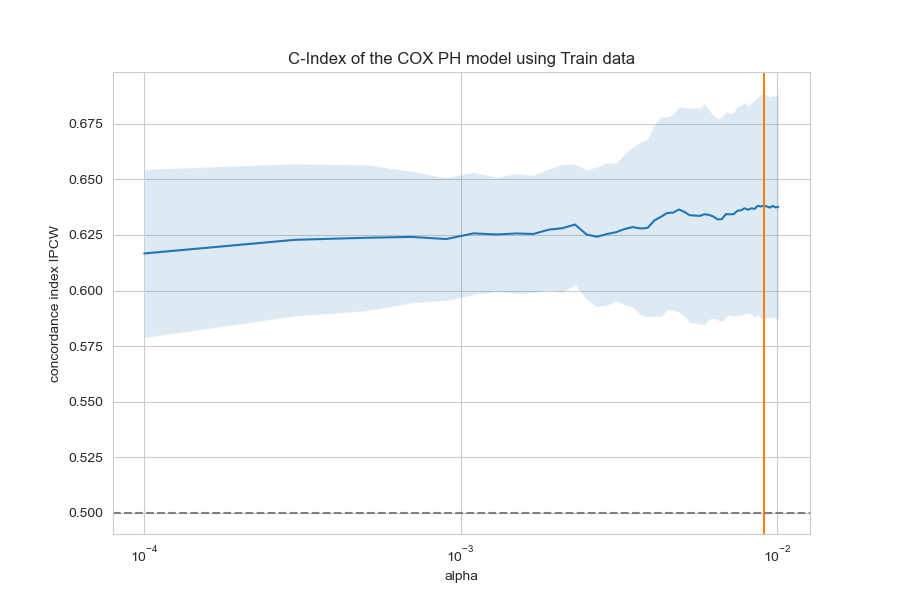 C-Index of the COX PH model using Train data
concordance index IPCW
0.675
0.650
0.625
0.600
0.575
0.550
0.525
0.500
10⁻⁴ 10⁻³ 10⁻²
alpha